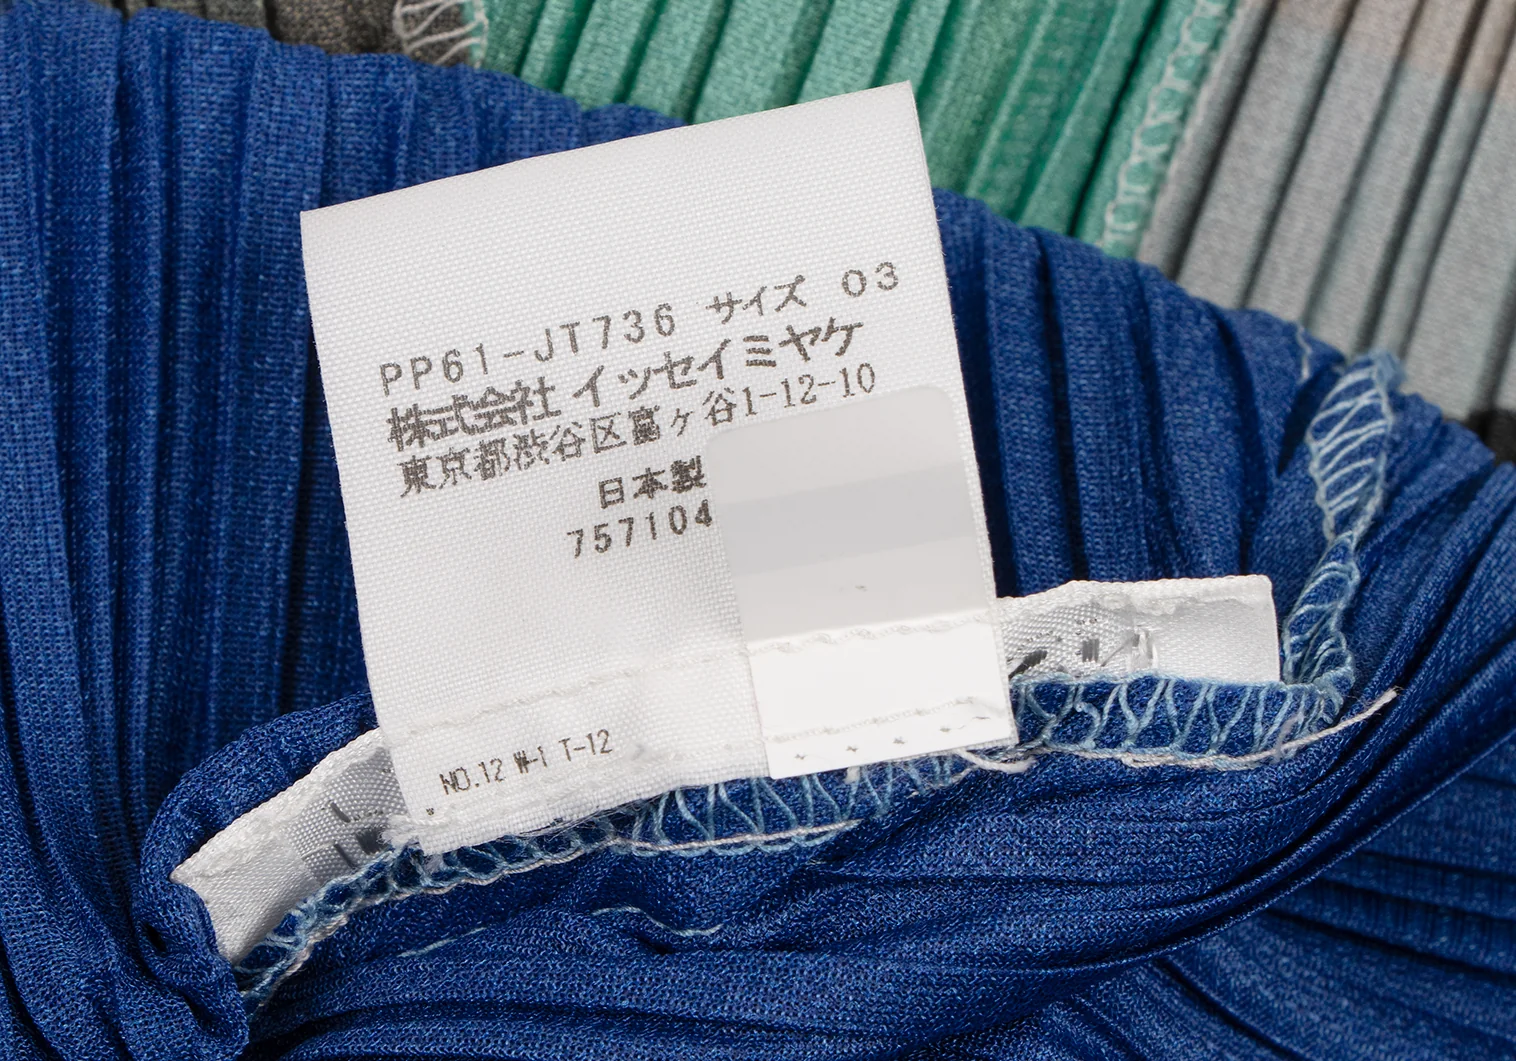 PP61-JT736 サイズ 03
株式会社 イッセイミヤケ
東京都渋谷区富ヶ谷1-12-10
日本製
757104
NO.12 W-1 T-12